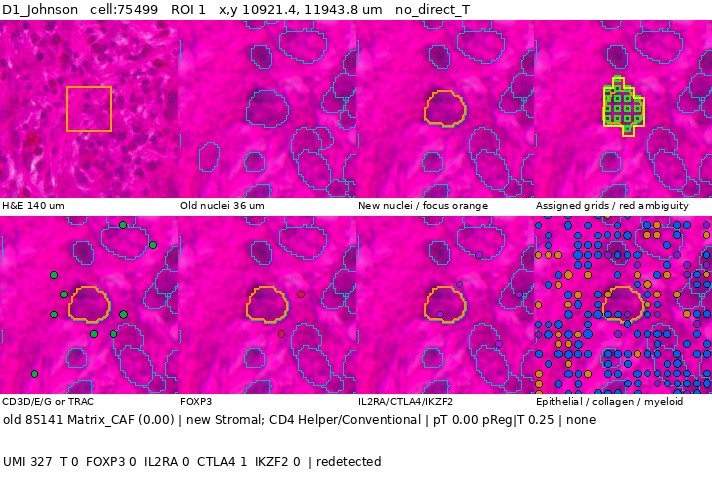 D1_Johnson cell:75499 ROI 1 x,y 10921.4, 11943.8 um no_direct_T
H&E 140 um
Old nuclei 36 um
New nuclei / focus orange
Assigned grids / red ambiguity
CD3D/E/G or TRAC
FOXP3
IL2RA/CTLA4/IKZF2
Epithelial / collagen / myeloid
old 85141 Matrix_CAF (0.00) | new Stromal; CD4 Helper/Conventional | pT 0.00 pReg|T 0.25 | none
UMI 327 T 0 FOXP3 0 IL2RA 0 CTLA4 1 IKZF2 0 | redetected